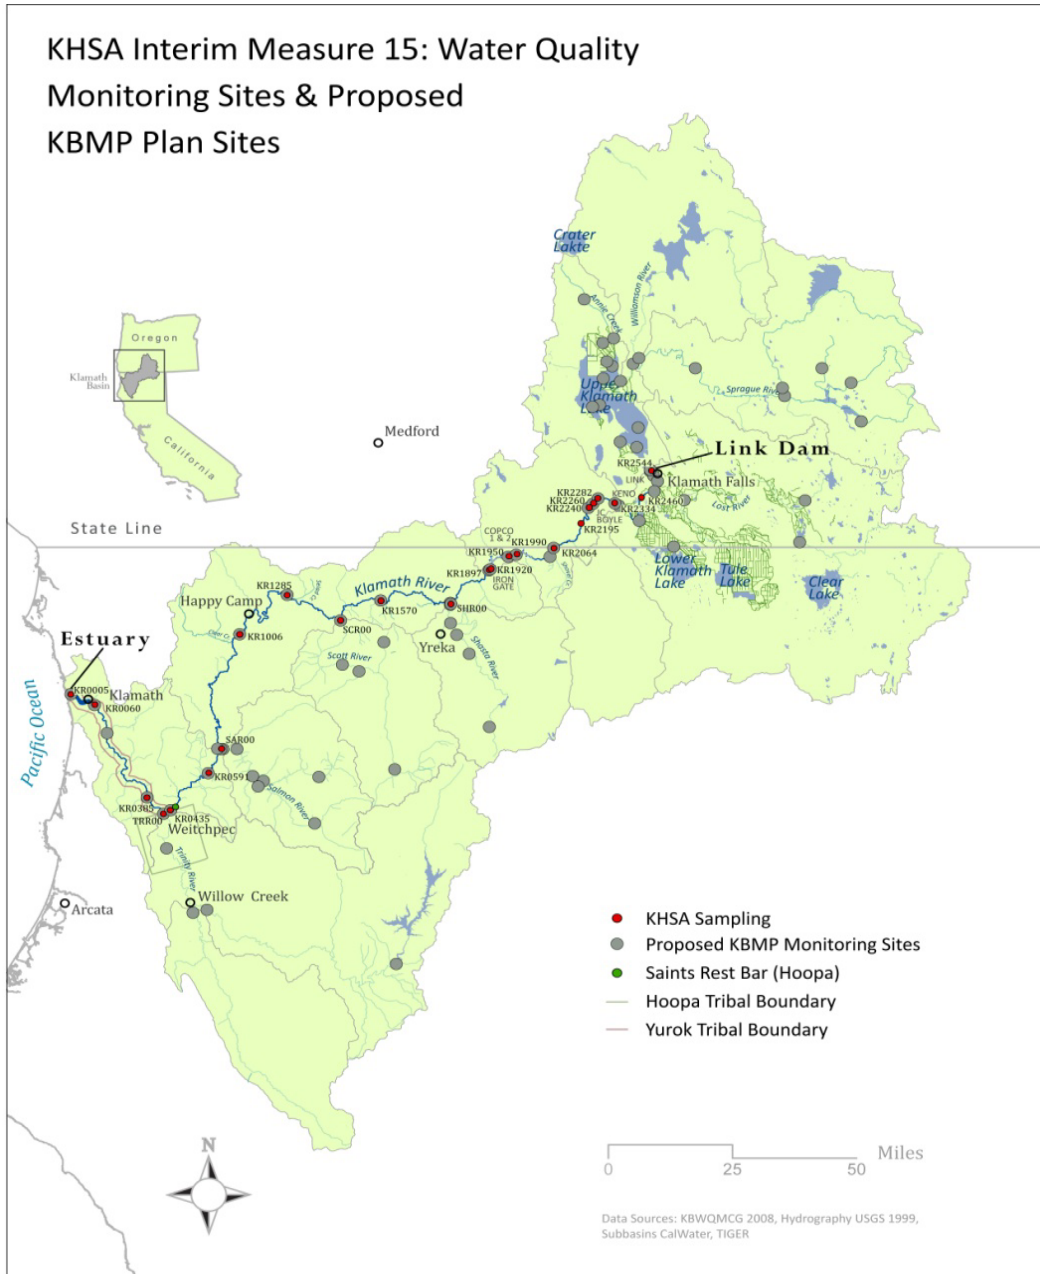 KHSA Interim Measure 15: Water Quality
Monitoring Sites & Proposed
KBMP Plan Sites
Crater
Lakte
Annie Creek
Williamson River
Oregon
Klamath
Basin
California
Upper
Klamath
Lake
Sprague River
Medford
Link Dam
KR2544
LINK
Klamath Falls
KR2282
KR2260
KR2240
KENO
KR2460
KR2334
BOYLE
Lost River
KR2195
State Line
COPCO
1 & 2
KR1990
KR1950
KR2064
KR1897
KR1920
IRON
GATE
Lower
Klamath
Lake
Tule
Lake
Clear
Lake
Klamath River
KR1285
Happy Camp
KR1570
SHR00
SCR00
Clear Cr.
KR1006
Yreka
Shasta River
Scott River
Estuary
KR0005
Klamath
KR0060
Pacific Ocean
SAR00
KR0591
Salmon River
KR0385
KR0435
TRR00
Weitchpec
Trinity River
Willow Creek
Arcata
KHSA Sampling
Proposed KBMP Monitoring Sites
Saints Rest Bar (Hoopa)
Hoopa Tribal Boundary
Yurok Tribal Boundary
N
Miles
0 25 50
Data Sources: KBWQMCG 2008, Hydrography USGS 1999,
Subbasins CalWater, TIGER